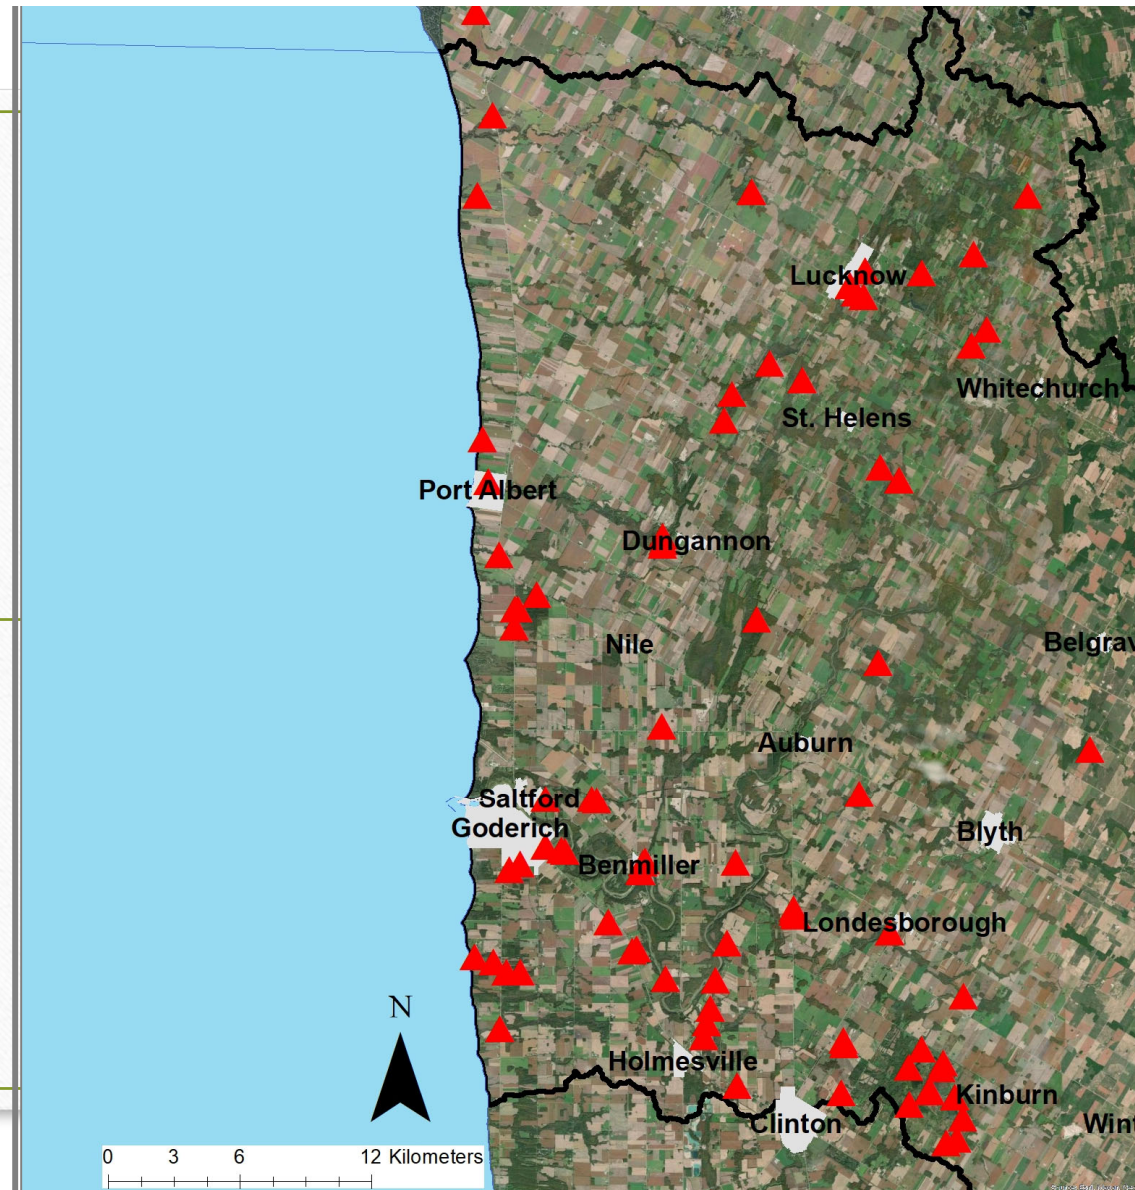 Lucknow
Whitechurch
St. Helens
Port Albert
Dungannon
Nile
Belgrav
Auburn
Saltford
Goderich
Blyth
Benmiller
Londesborough
N
Holmesville
Kinburn
Clinton
0 3 6 12 Kilometers